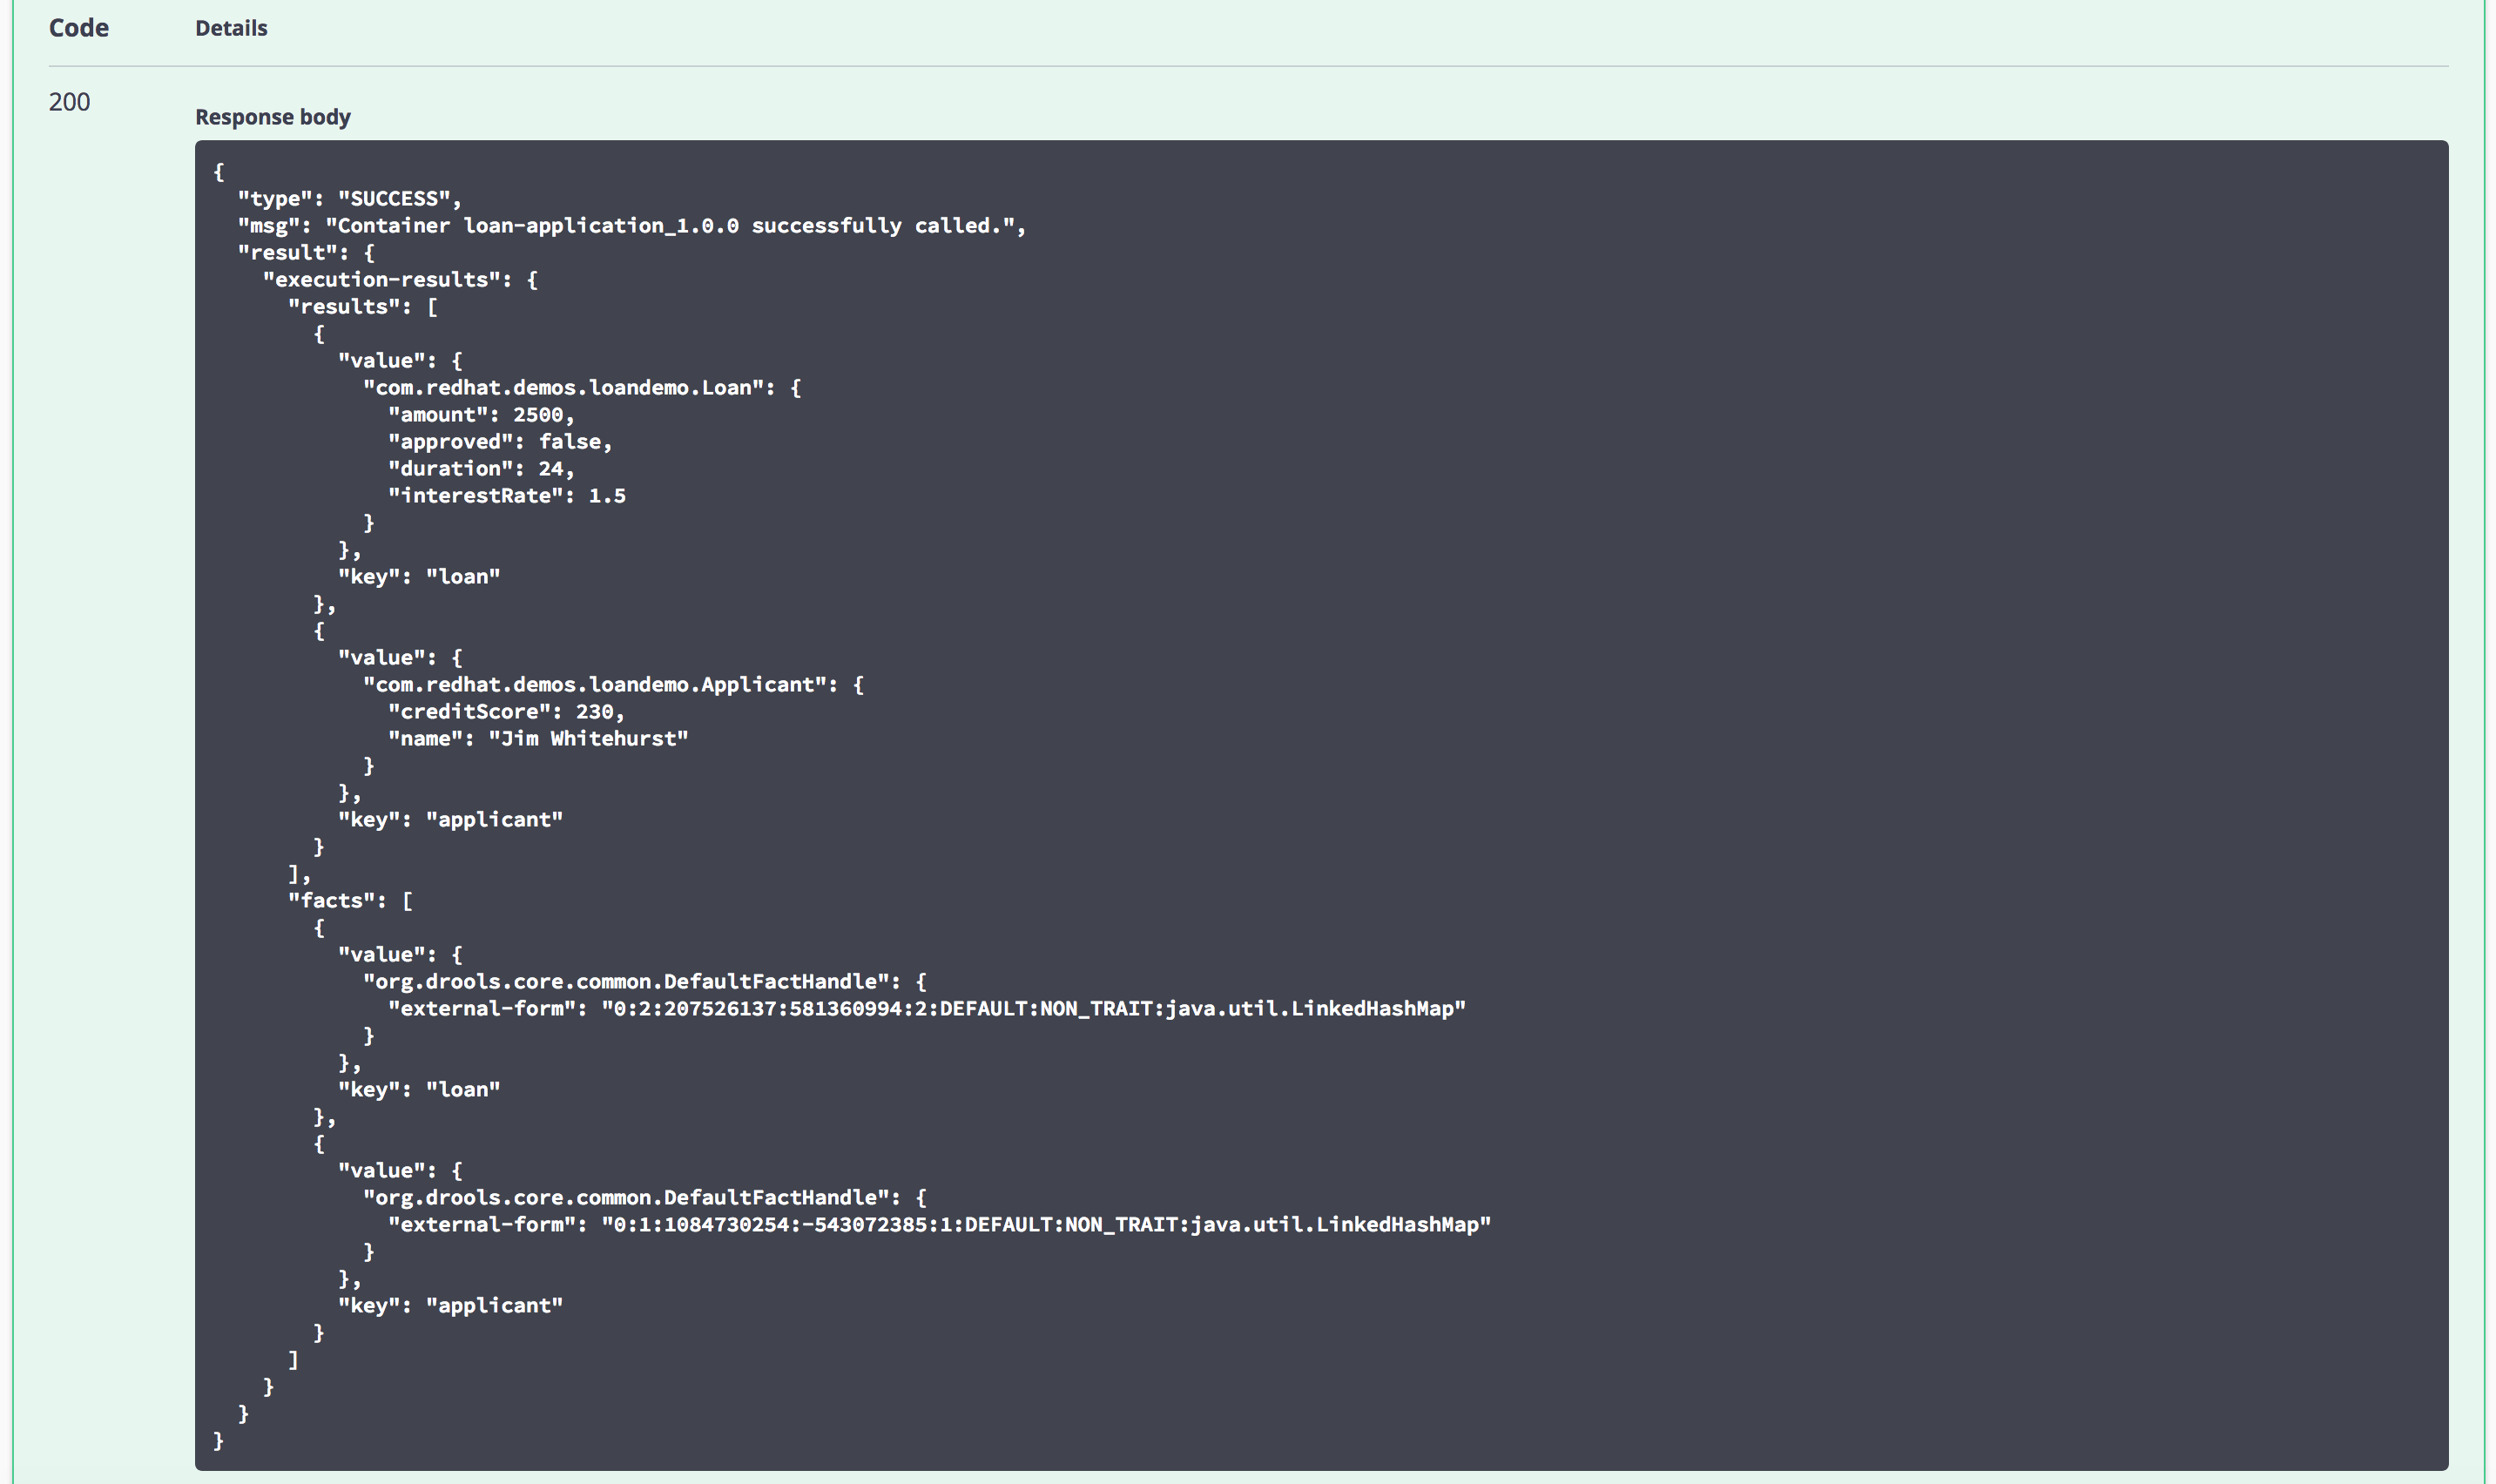 Code Details
200
Response body
{
  "type": "SUCCESS",
  "msg": "Container loan-application_1.0.0 successfully called.",
  "result": {
    "execution-results": {
      "results": [
        {
          "value": {
            "com.redhat.demos.loandemo.Loan": {
              "amount": 2500,
              "approved": false,
              "duration": 24,
              "interestRate": 1.5
            }
          },
          "key": "loan"
        },
        {
          "value": {
            "com.redhat.demos.loandemo.Applicant": {
              "creditScore": 230,
              "name": "Jim Whitehurst"
            }
          },
          "key": "applicant"
        }
      ],
      "facts": [
        {
          "value": {
            "org.drools.core.common.DefaultFactHandle": {
              "external-form": "0:2:207526137:581360994:2:DEFAULT:NON_TRAIT:java.util.LinkedHashMap"
            }
          },
          "key": "loan"
        },
        {
          "value": {
            "org.drools.core.common.DefaultFactHandle": {
              "external-form": "0:1:1084730254:-543072385:1:DEFAULT:NON_TRAIT:java.util.LinkedHashMap"
            }
          },
          "key": "applicant"
        }
      ]
    }
  }
}